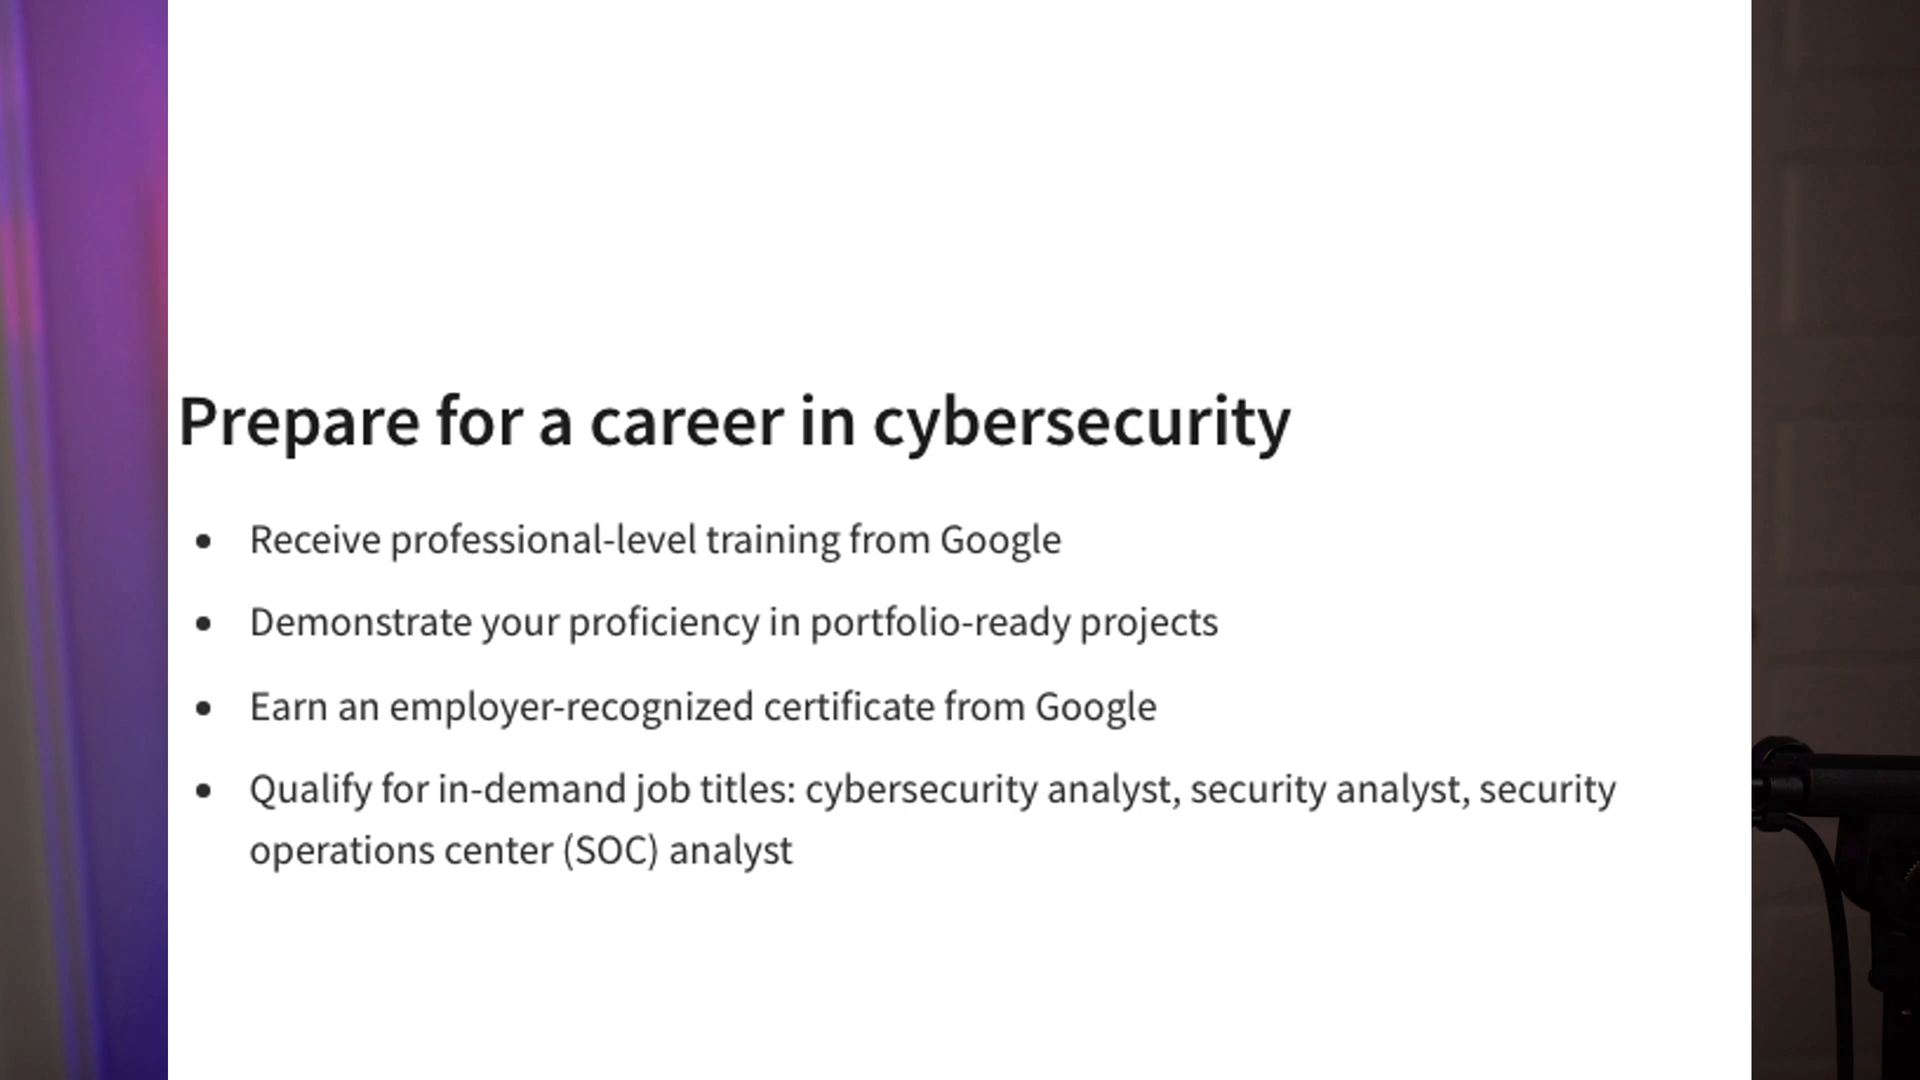 Prepare for a career in cybersecurity
• Receive professional-level training from Google
• Demonstrate your proficiency in portfolio-ready projects
• Earn an employer-recognized certificate from Google
• Qualify for in-demand job titles: cybersecurity analyst, security analyst, security
operations center (SOC) analyst